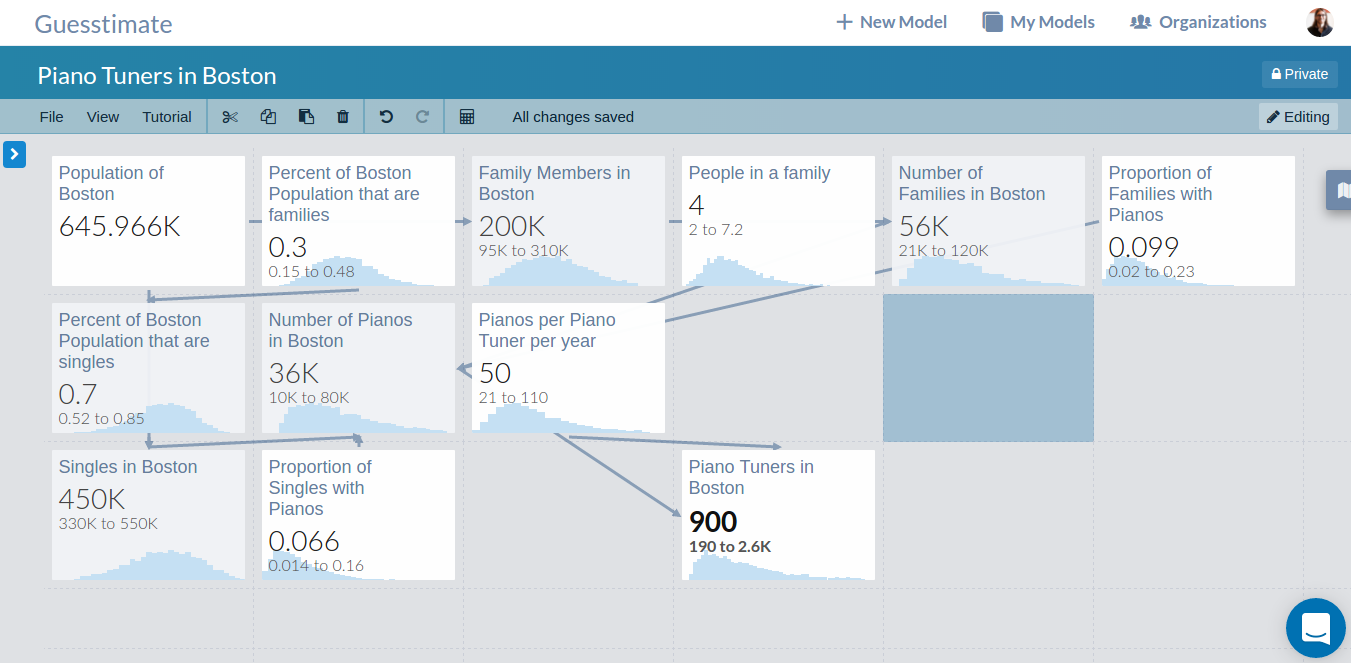 Guesstimate
New Model
My Models
Organizations
Piano Tuners in Boston
Private
File
View
Tutorial
All changes saved
Editing
Population of
Boston
645.966K
Percent of Boston
Population that are
families
0.3
0.15 to 0.48
Family Members in
Boston
200K
95K to 310K
People in a family
4
2 to 7.2
Number of
Families in Boston
56K
21K to 120K
Proportion of
Families with
Pianos
0.099
0.02 to 0.23
Percent of Boston
Population that are
singles
0.7
0.52 to 0.85
Number of Pianos
in Boston
36K
10K to 80K
Pianos per Piano
Tuner per year
50
21 to 110
Singles in Boston
450K
330K to 550K
Proportion of
Singles with
Pianos
0.066
0.014 to 0.16
Piano Tuners in
Boston
900
190 to 2.6K